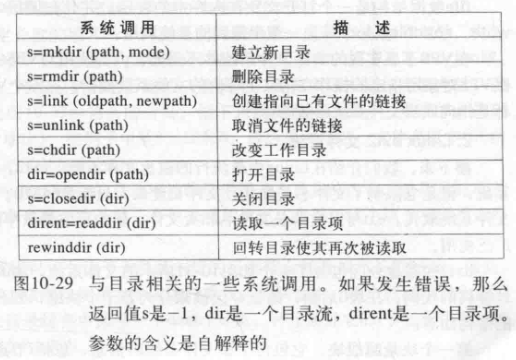 系统调用 描述
s=mkdir (path, mode) 建立新目录
s=rmdir (path) 删除目录
s=link (oldpath, newpath) 创建指向已有文件的链接
s=unlink (path) 取消文件的链接
s=chdir (path) 改变工作目录
dir=opendir (path) 打开目录
s=closedir (dir) 关闭目录
dirent=readdir (dir) 读取一个目录项
rewinddir (dir) 回转目录使其再次被读取
图10-29 与目录相关的一些系统调用。如果发生错误，那么
返回值s是-1，dir是一个目录流，dirent是一个目录项。
参数的含义是自解释的